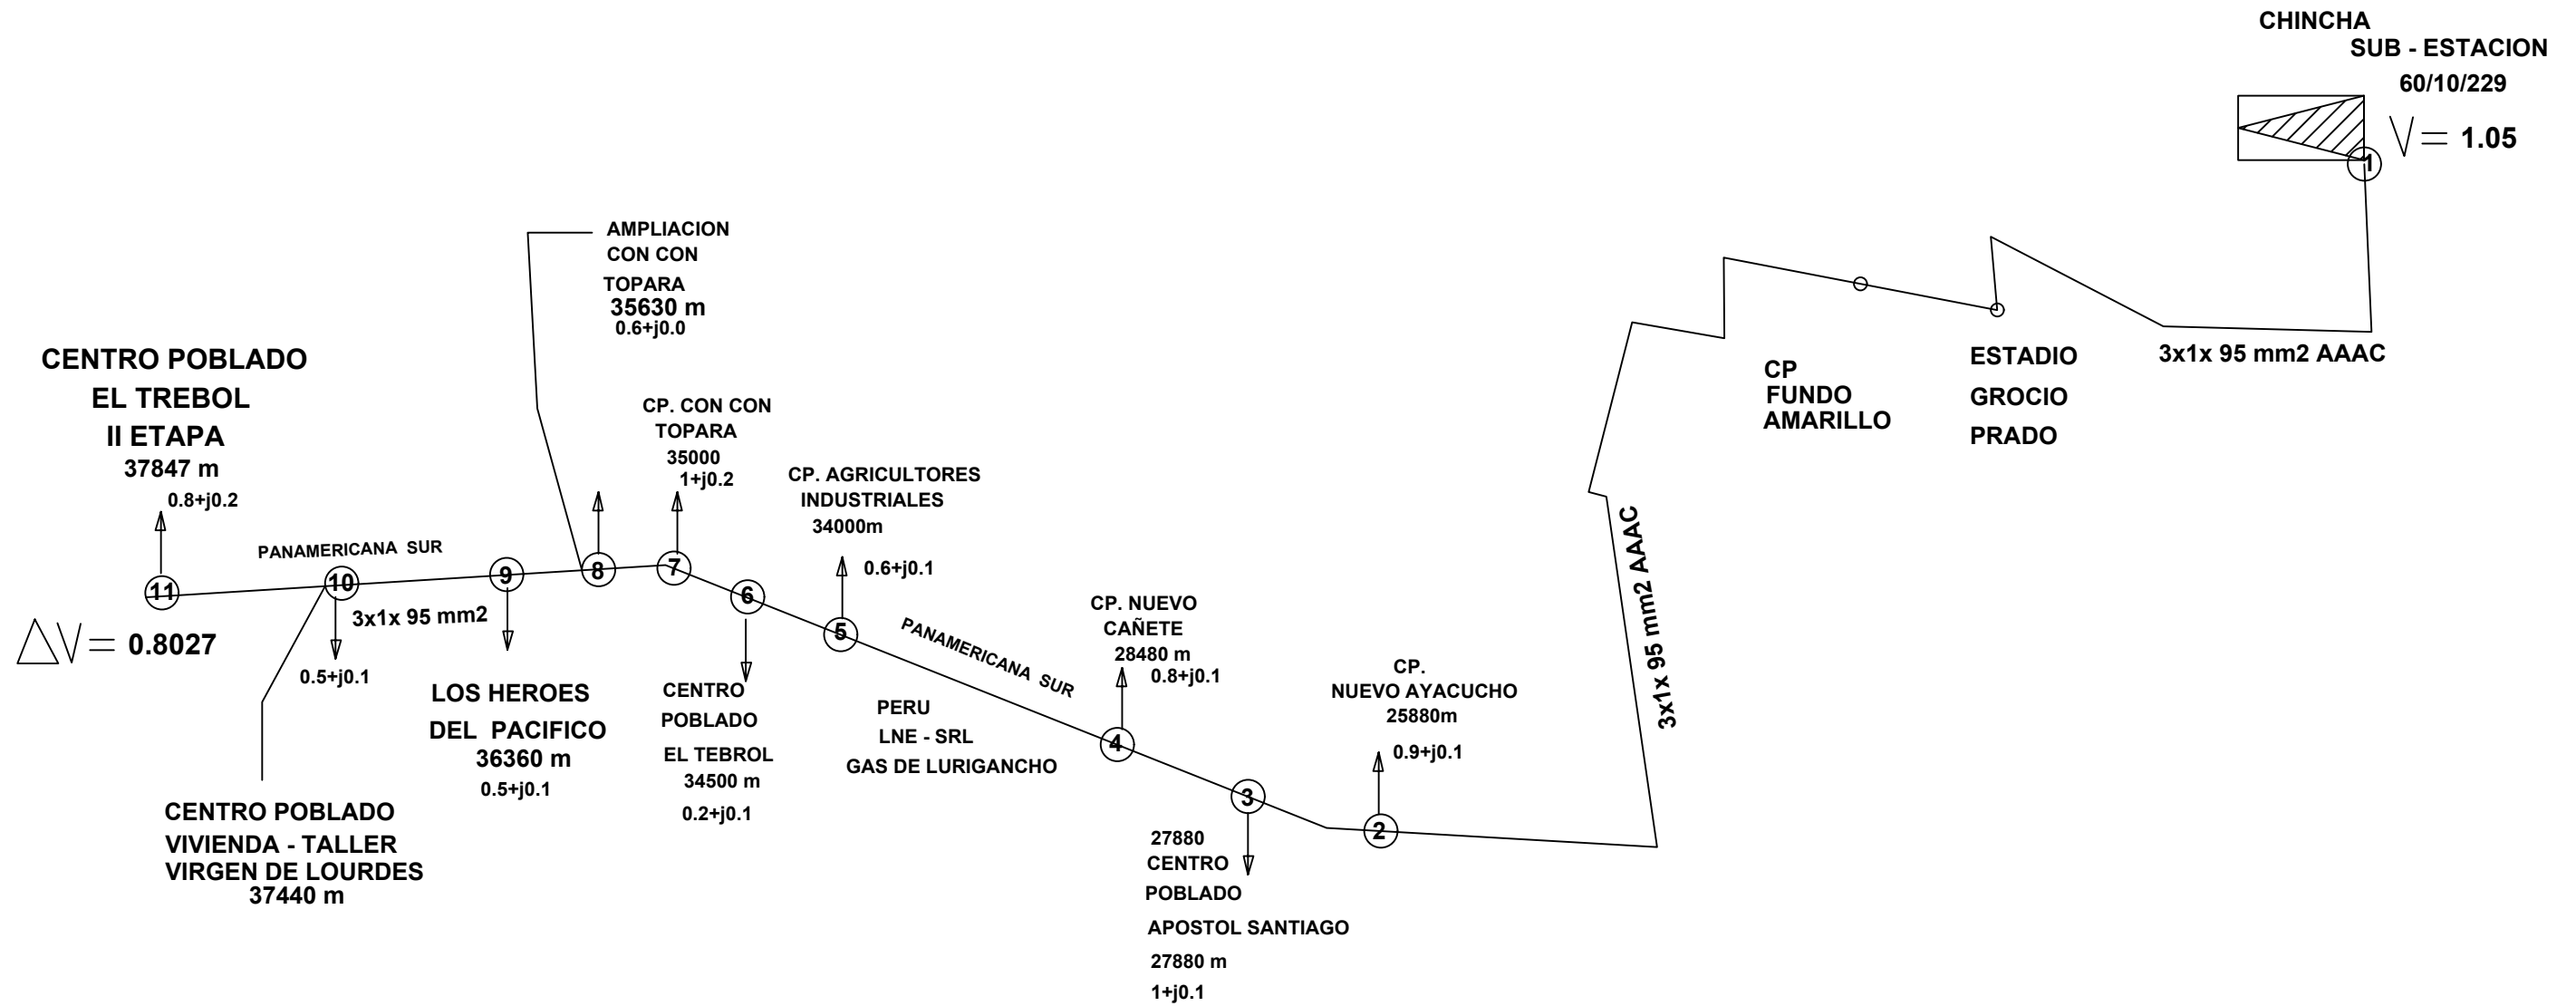 CHINCHA
SUB - ESTACION
60/10/229
V = 1.05
1
3x1x 95 mm2 AAAC
ESTADIO
GROCIO
PRADO
CP
FUNDO
AMARILLO
3x1x 95 mm2 AAAC
CP.
NUEVO AYACUCHO
25880m
0.9+j0.1
2
3
27880
CENTRO
POBLADO
APOSTOL SANTIAGO
27880 m
1+j0.1
CP. NUEVO
CAÑETE
28480 m
0.8+j0.1
4
PANAMERICANA SUR
PERU
LNE - SRL
GAS DE LURIGANCHO
CP. AGRICULTORES
INDUSTRIALES
34000m
0.6+j0.1
5
6
CENTRO
POBLADO
EL TEBROL
34500 m
0.2+j0.1
CP. CON CON
TOPARA
35000
1+j0.2
7
AMPLIACION
CON CON
TOPARA
35630 m
0.6+j0.0
8
9
LOS HEROES
DEL PACIFICO
36360 m
0.5+j0.1
3x1x 95 mm2
PANAMERICANA SUR
10
0.5+j0.1
CENTRO POBLADO
VIVIENDA - TALLER
VIRGEN DE LOURDES
37440 m
CENTRO POBLADO
EL TREBOL
II ETAPA
37847 m
0.8+j0.2
11
△V = 0.8027